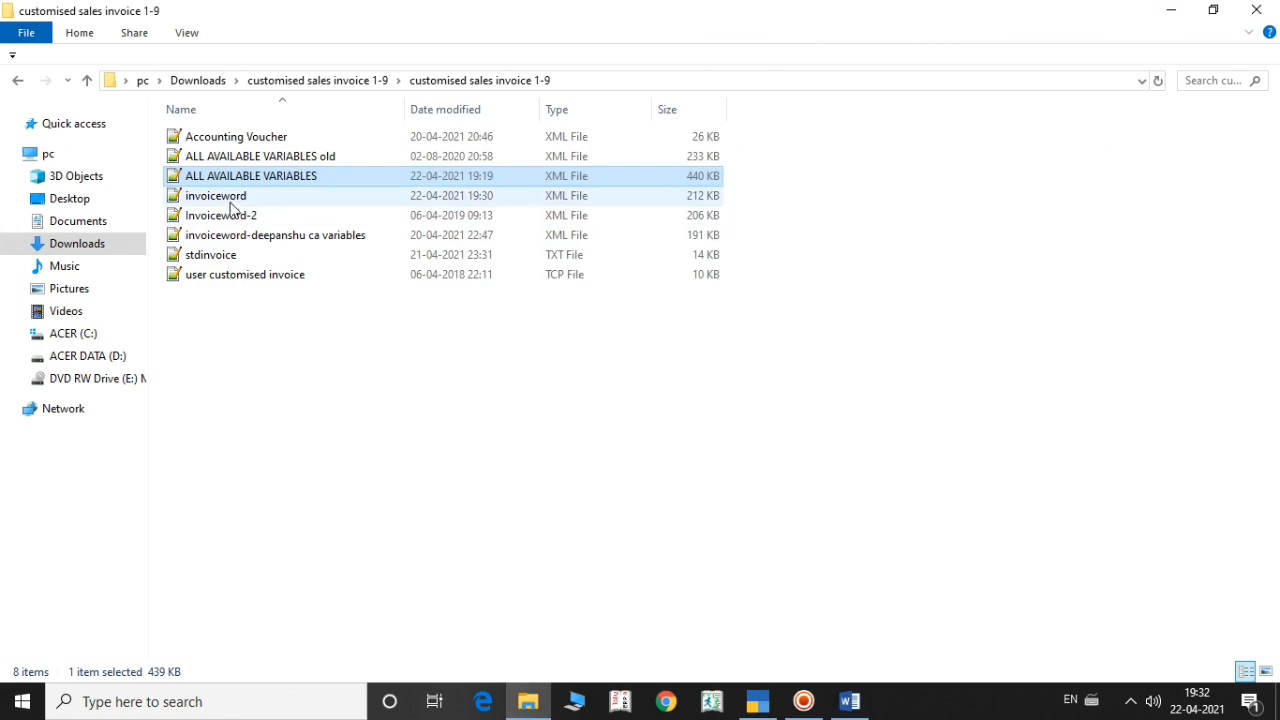 customised sales invoice 1-9
File Home Share View
pc Downloads customised sales invoice 1-9 customised sales invoice 1-9 Search cu...
Name Date modified Type Size
Quick access
pc
3D Objects
Desktop
Documents
Downloads
Music
Pictures
Videos
ACER (C:)
ACER DATA (D:)
DVD RW Drive (E:) M
Network
Accounting Voucher 20-04-2021 20:46 XML File 26 KB
ALL AVAILABLE VARIABLES old 02-08-2020 20:58 XML File 233 KB
ALL AVAILABLE VARIABLES 22-04-2021 19:19 XML File 440 KB
invoiceword 22-04-2021 19:30 XML File 212 KB
Invoiceword-2 06-04-2019 09:13 XML File 206 KB
invoiceword-deepanshu ca variables 20-04-2021 22:47 XML File 191 KB
stdinvoice 21-04-2021 23:31 TXT File 14 KB
user customised invoice 06-04-2018 22:11 TCP File 10 KB
8 items 1 item selected 439 KB
Type here to search
EN
19:32
22-04-2021